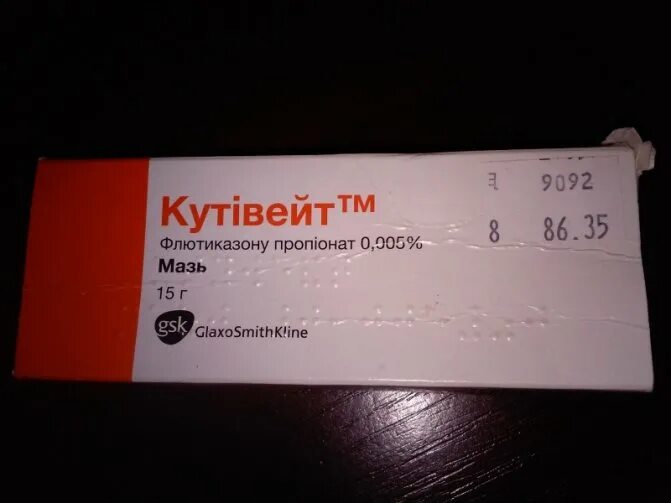 Кутівейт™
Флютиказону пропіонат 0,005%
Мазь
15 г
gsk GlaxoSmithKline
9092
8 86.35